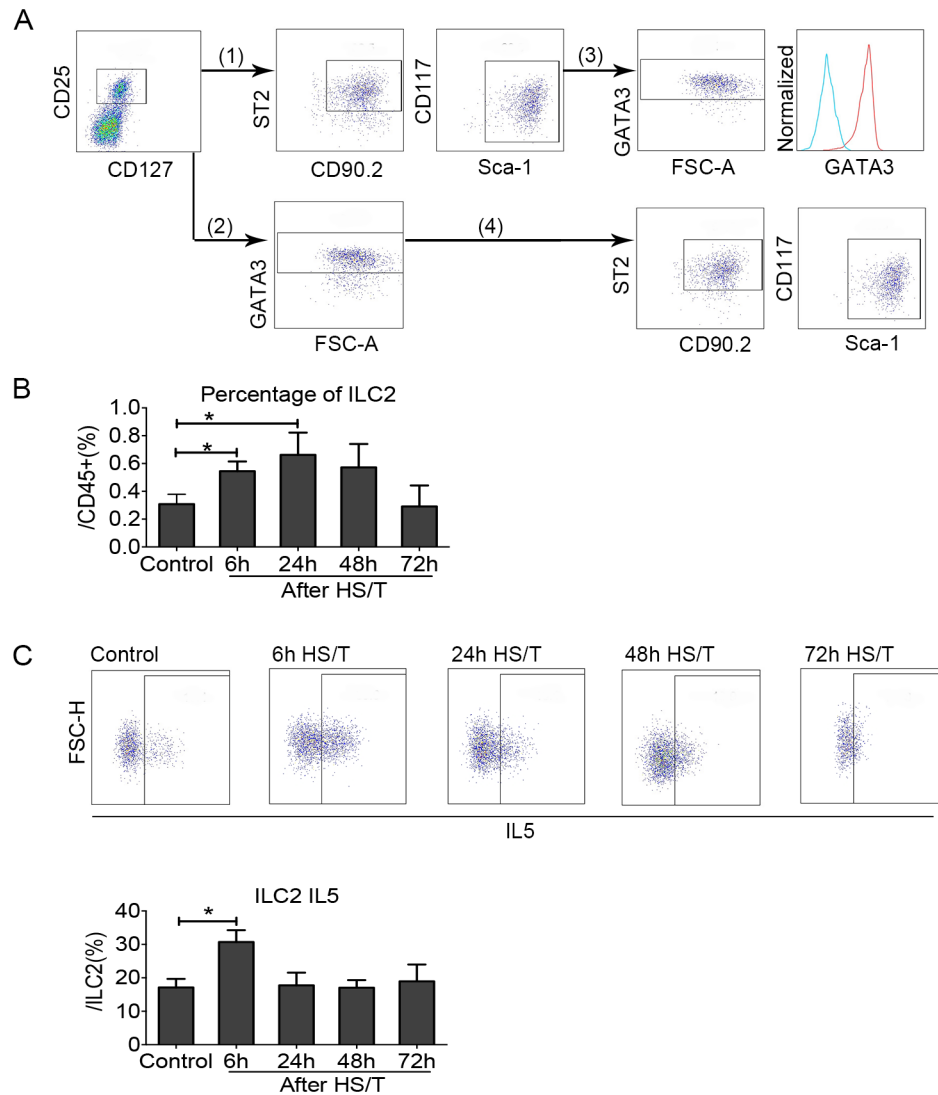 A
CD25
CD127
(1)
ST2
CD90.2
CD117
Sca-1
(3)
GATA3
FSC-A
Normalized
GATA3
(2)
GATA3
FSC-A
(4)
ST2
CD90.2
CD117
Sca-1
B
Percentage of ILC2
/CD45+(%)
1.0
0.8
0.6
0.4
0.2
0.0
*
*
Control 6h 24h 48h 72h
After HS/T
C
Control 6h HS/T 24h HS/T 48h HS/T 72h HS/T
FSC-H
IL5
ILC2 IL5
/ILC2(%)
40
30
20
10
0
*
Control 6h 24h 48h 72h
After HS/T